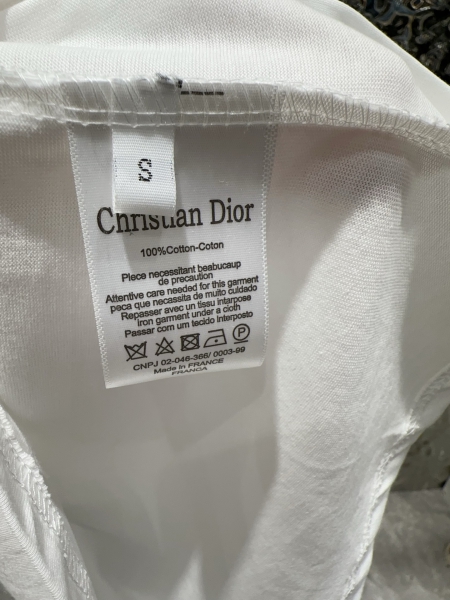 S
Christian Dior
100%Cotton-Coton
Piece necessitant beabucaup
de precaution
Attentive care needed for this garment
peca que necessita de muito cuidado
Repasser avec un tissu interpose
Iron garment under a cloth
Passar com um tecido interposto
P
CNPJ 02-046-366/ 0003-99
Made in FRANCE
FRANCA